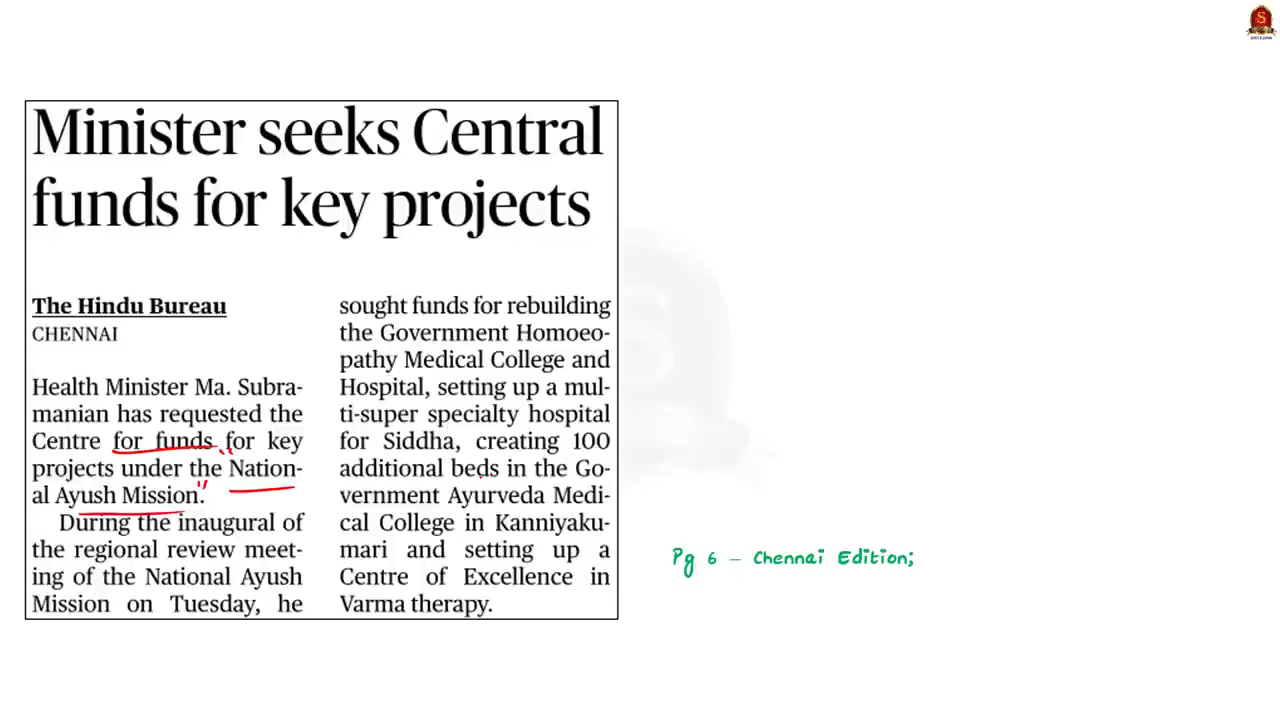 Minister seeks Central
funds for key projects
The Hindu Bureau
CHENNAI
Health Minister Ma. Subra-
manian has requested the
Centre for funds for key
projects under the "Nation-
al Ayush Mission".
During the inaugural of
the regional review meet-
ing of the National Ayush
Mission on Tuesday, he
sought funds for rebuilding
the Government Homoeo-
pathy Medical College and
Hospital, setting up a mul-
ti-super specialty hospital
for Siddha, creating 100
additional beds in the Go-
vernment Ayurveda Medi-
cal College in Kanniyaku-
mari and setting up a
Centre of Excellence in
Varma therapy.
Pg 6 – Chennai Edition;